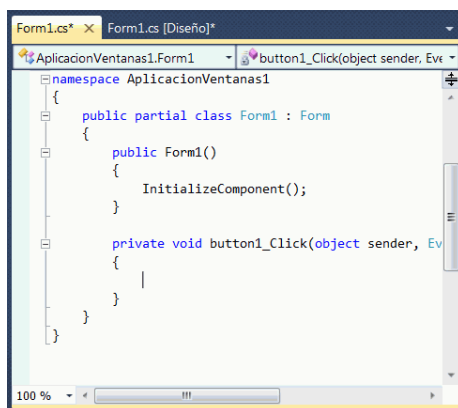 Form1.cs* × Form1.cs [Diseño]*
AplicacionVentanas1.Form1 button1_Click(object sender, Eve
namespace AplicacionVentanas1
{
public partial class Form1 : Form
{
public Form1()
{
InitializeComponent();
}
private void button1_Click(object sender, Ev
{
}
}
}
100 %